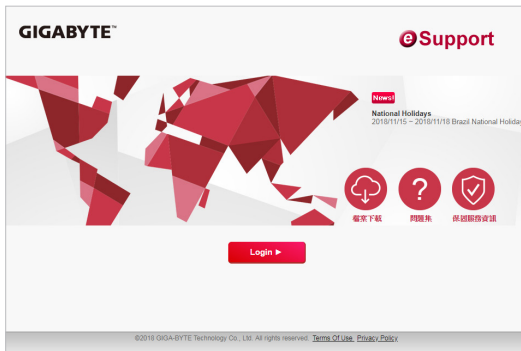 GIGABYTE™
eSupport
News!
National Holidays
2018/11/15 ~ 2018/11/18 Brazil National Holiday
檔案下載
問題集
保固服務資訊
Login ►
©2018 GIGA-BYTE Technology Co., Ltd. All rights reserved. Terms Of Use Privacy Policy